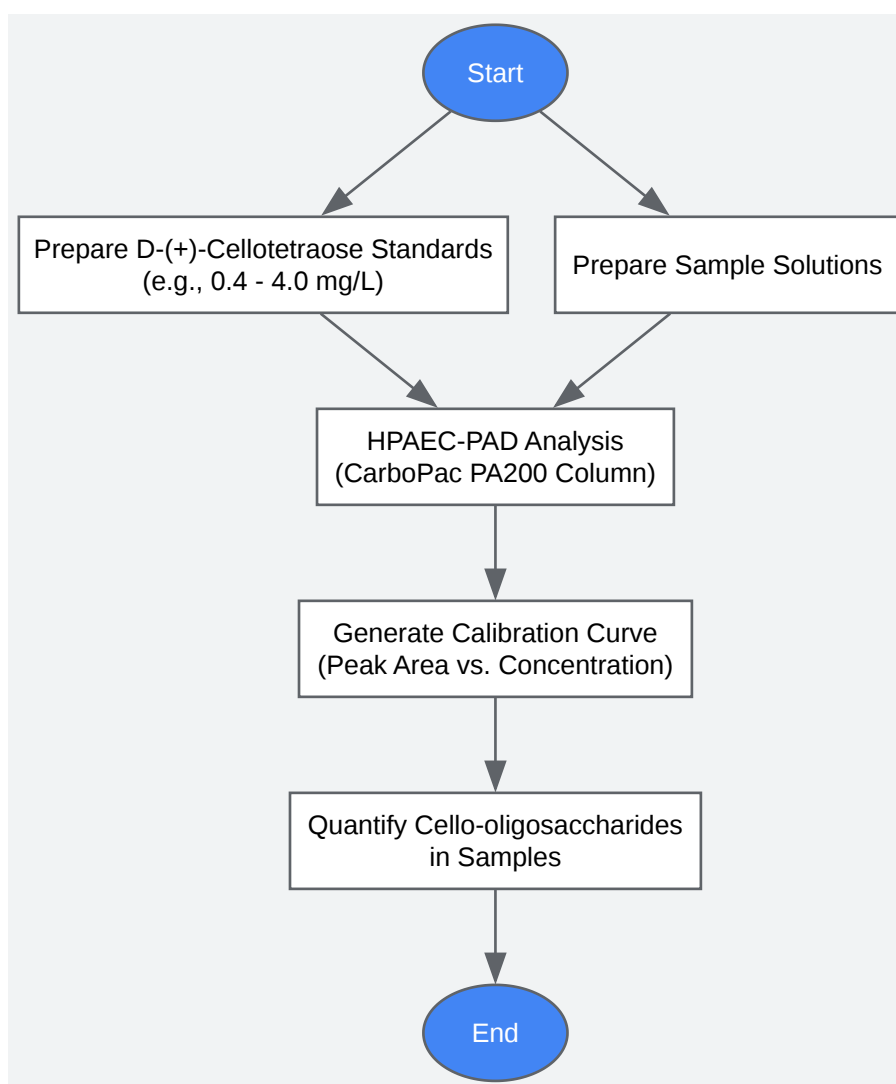 Start
Prepare D-(+)-Cellotetraose Standards
(e.g., 0.4 - 4.0 mg/L)
Prepare Sample Solutions
HPAEC-PAD Analysis
(CarboPac PA200 Column)
Generate Calibration Curve
(Peak Area vs. Concentration)
Quantify Cello-oligosaccharides
in Samples
End